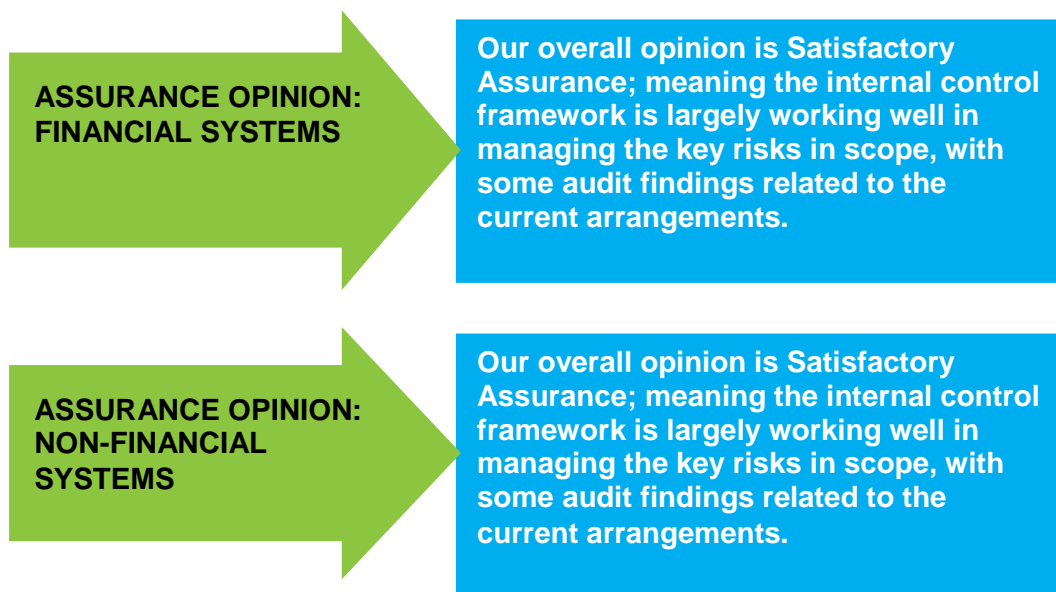 ASSURANCE OPINION:
FINANCIAL SYSTEMS
Our overall opinion is Satisfactory
Assurance; meaning the internal control
framework is largely working well in
managing the key risks in scope, with
some audit findings related to the
current arrangements.
ASSURANCE OPINION:
NON-FINANCIAL
SYSTEMS
Our overall opinion is Satisfactory
Assurance; meaning the internal control
framework is largely working well in
managing the key risks in scope, with
some audit findings related to the
current arrangements.